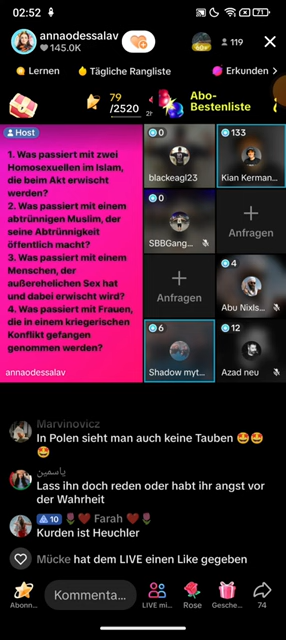 02:52
71
annaodessalav
145.0K
119
Lernen
Tägliche Rangliste
Erkunden >
79
/2520
Abo-
Bestenliste
Host
1. Was passiert mit zwei
Homosexuellen im Islam,
die beim Akt erwischt
werden?
2. Was passiert mit einem
abtrünnigen Muslim, der
seine Abtrünnigkeit
öffentlich macht?
3. Was passiert mit einem
Menschen, der
außerehelichen Sex hat
und dabei erwischt wird?
4. Was passiert mit Frauen,
die in einem kriegerischen
Konflikt gefangen
genommen werden?
annaodessalav
0
blackeagl23
133
Kian Kerman...
0
SBBGang...
+
Anfragen
+
Anfragen
4
Abu Nixls...
6
Shadow myt...
12
Azad neu
Marvinovicz
In Polen sieht man auch keine Tauben 🤩🤩
🤩
ياسمين
Lass ihn doch reden oder habt ihr angst vor
der Wahrheit
10 🌷❤️ Farah ❤️🌷
Kurden ist Heuchler
Mücke hat dem LIVE einen Like gegeben
Kommenta...
Abonn...
LIVE mi...
Rose
Gesche...
74